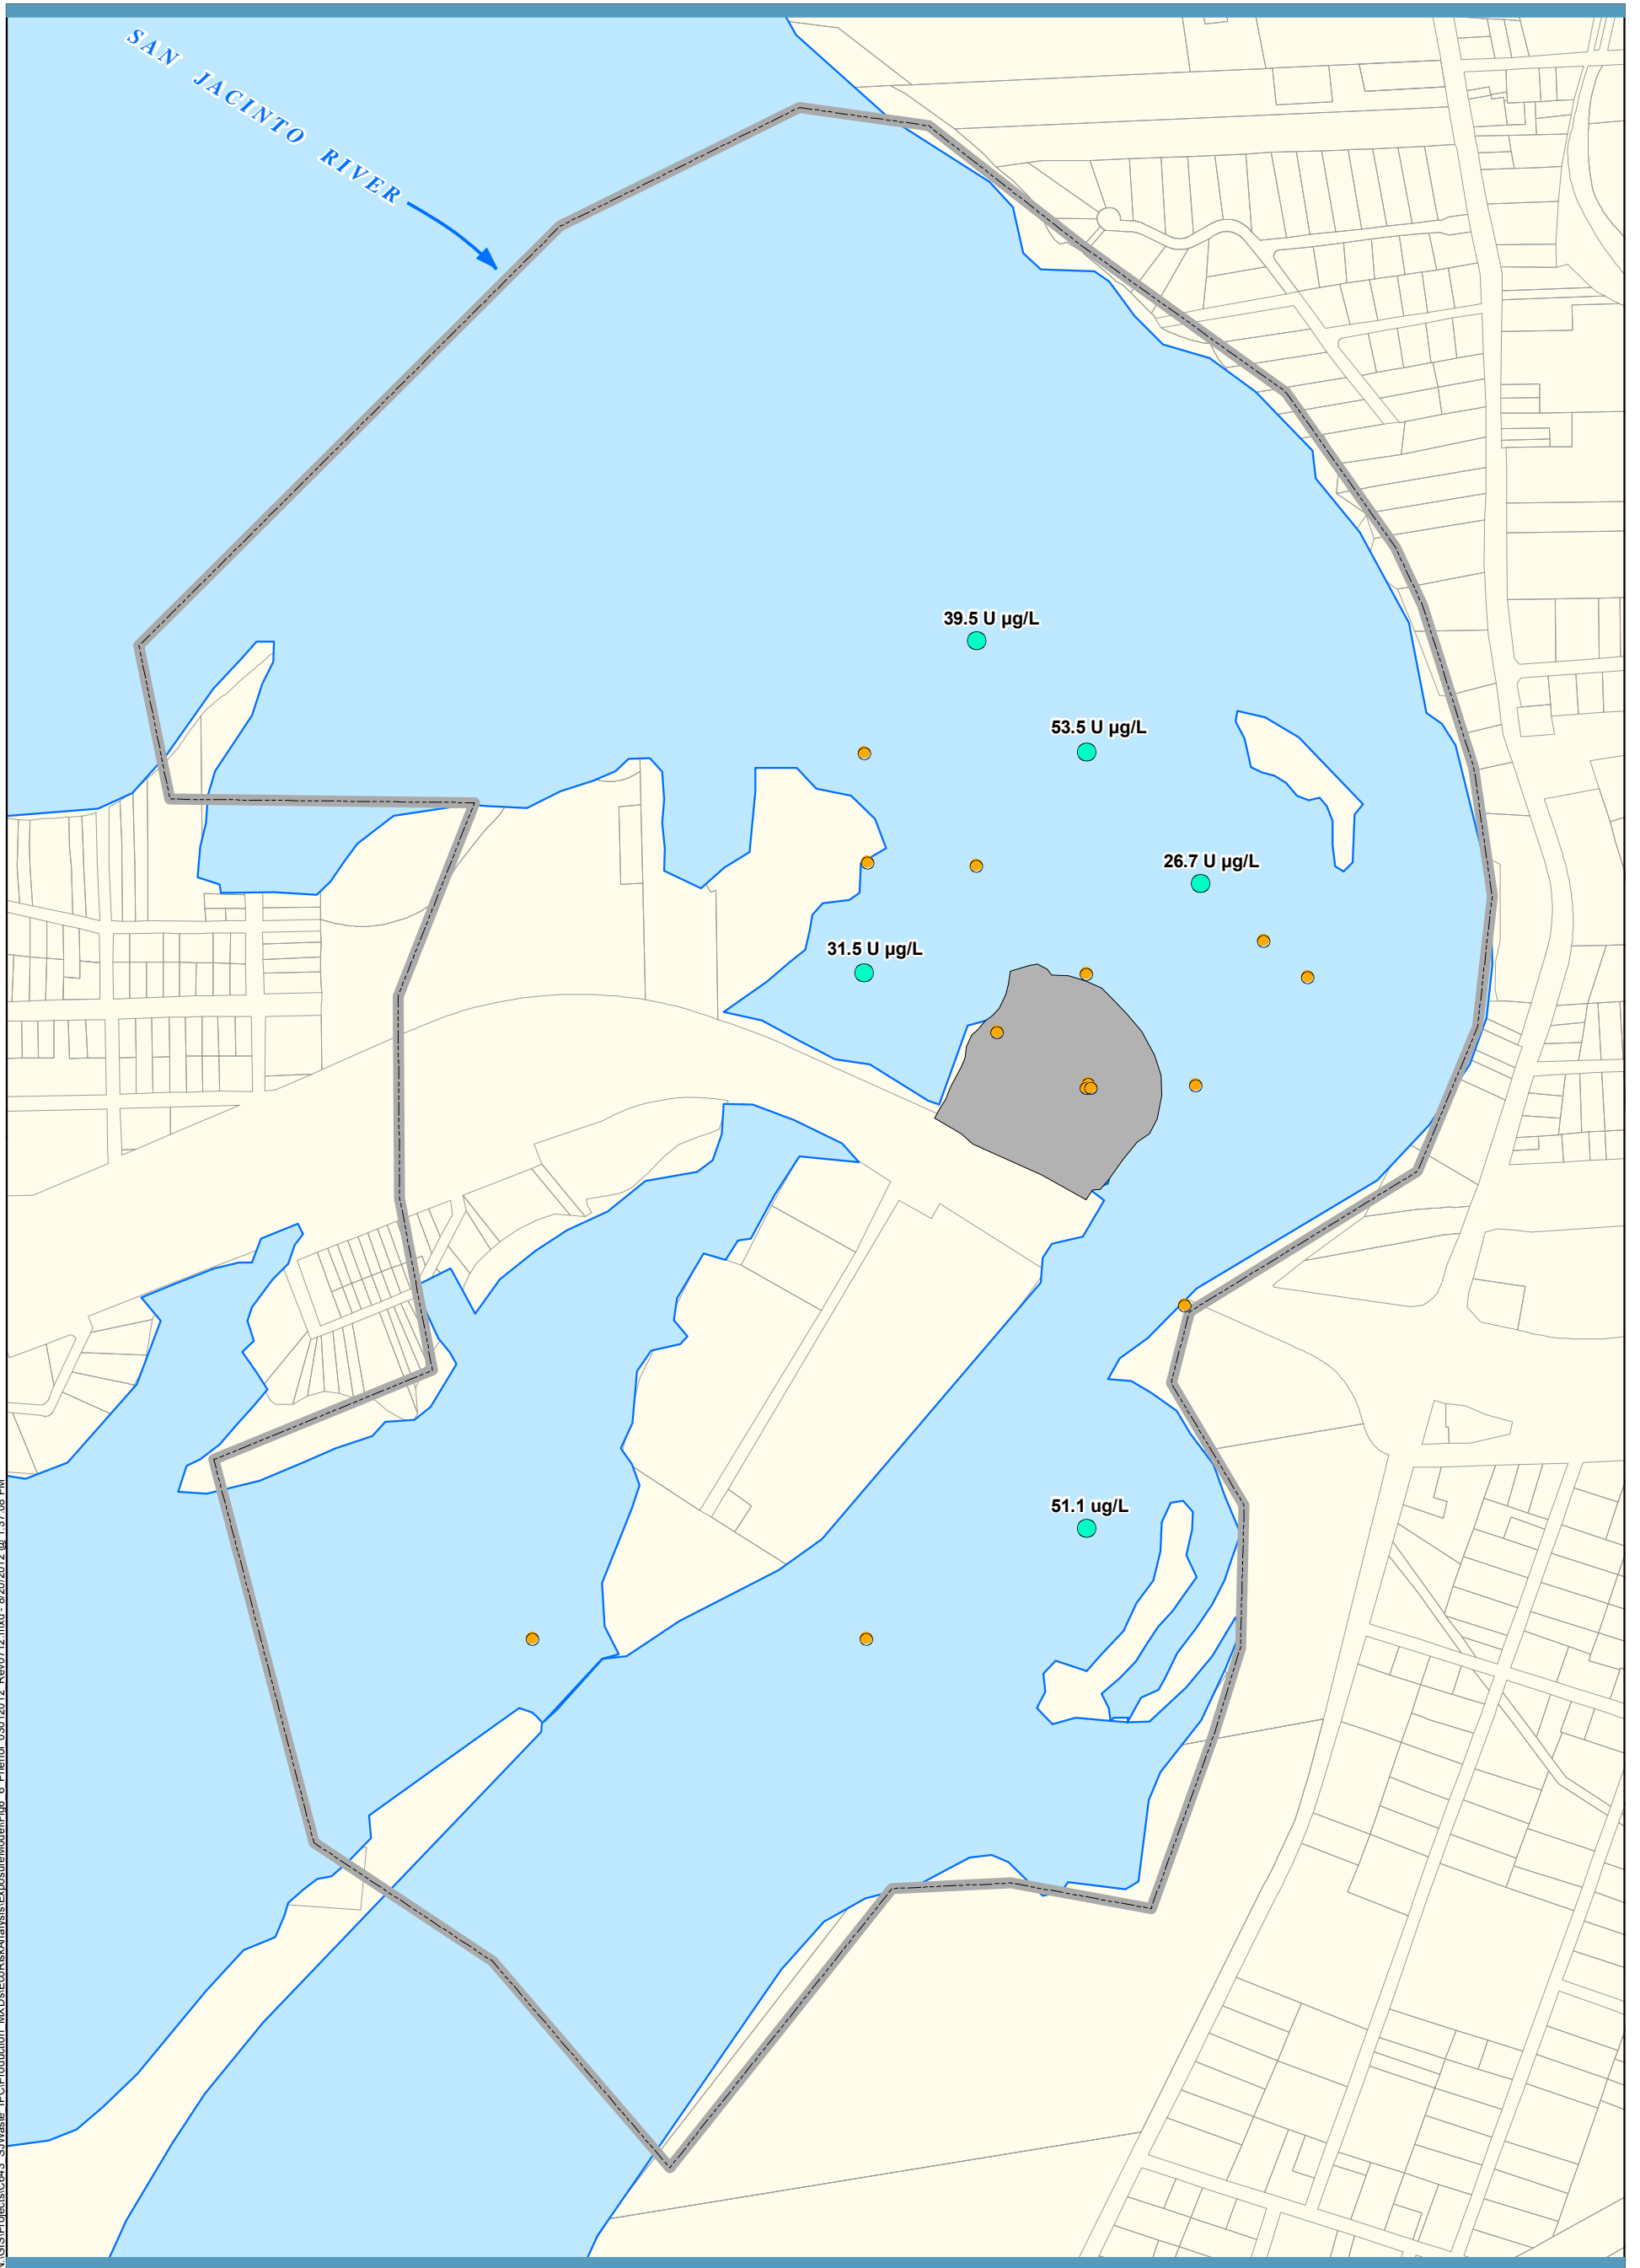 SAN JACINTO RIVER
39.5 U µg/L
53.5 U µg/L
26.7 U µg/L
31.5 U µg/L
51.1 ug/L